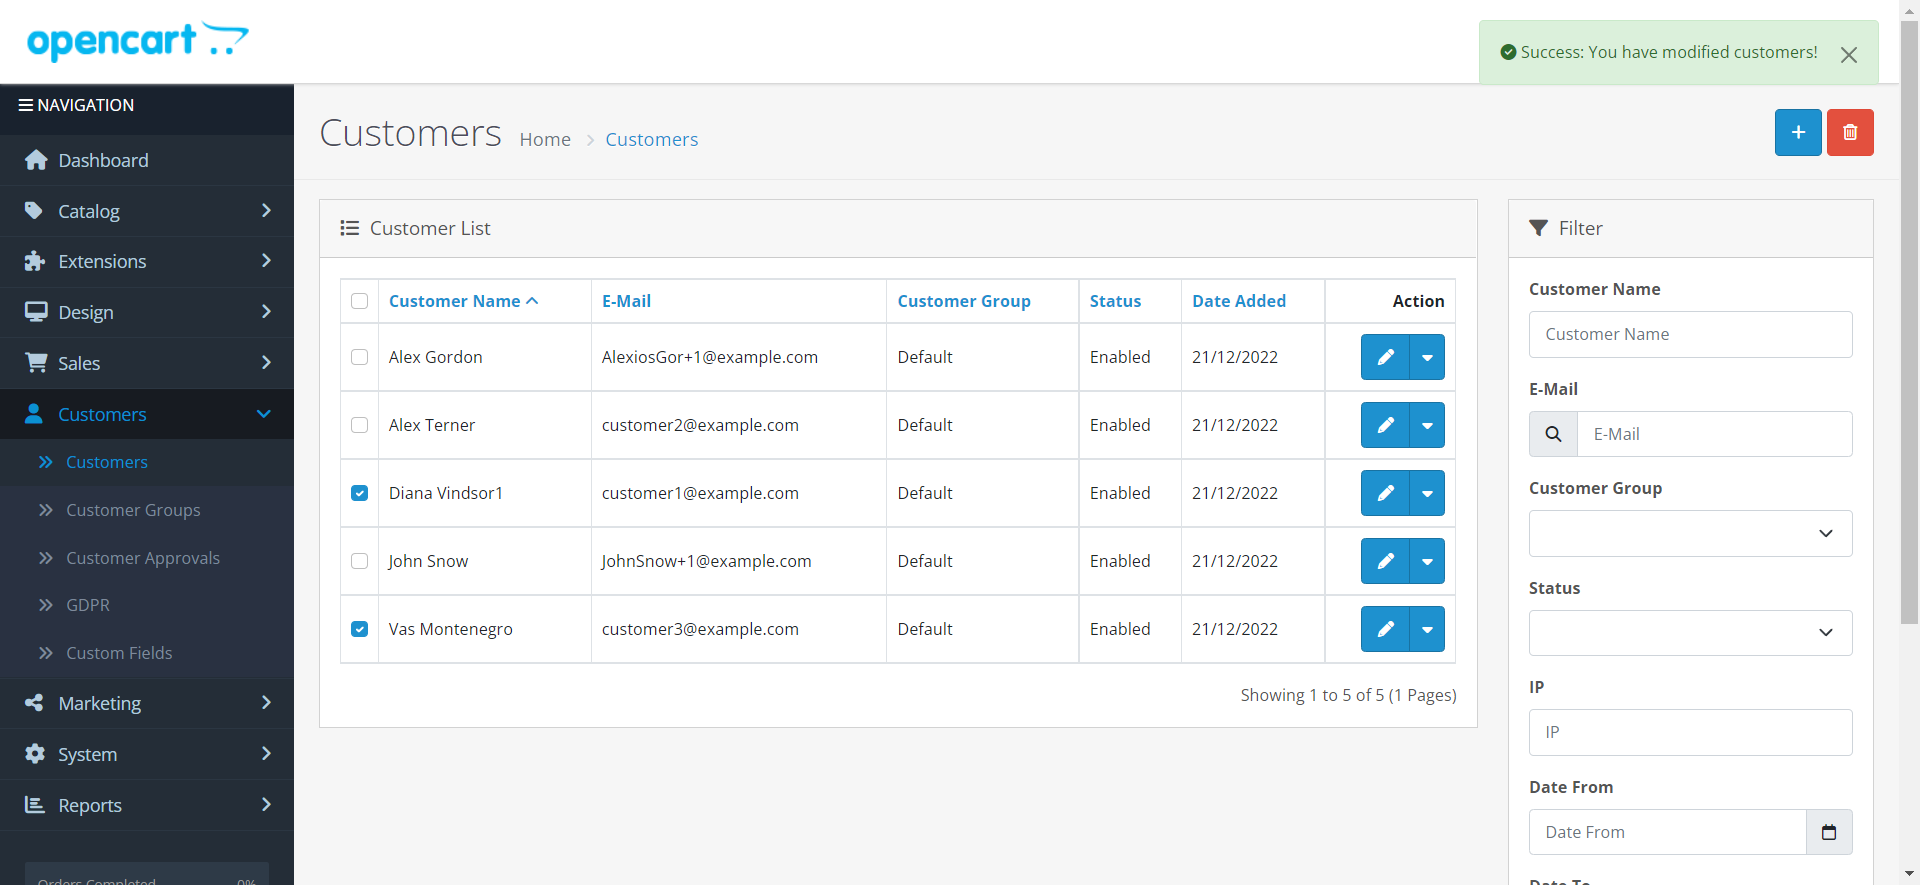 opencart
Success: You have modified customers!
NAVIGATION
Dashboard
Catalog
Extensions
Design
Sales
Customers
Customers
Customer Groups
Customer Approvals
GDPR
Custom Fields
Marketing
System
Reports
Orders Completed 0%
Customers Home Customers
Customer List
Customer Name E-Mail Customer Group Status Date Added Action
Alex Gordon AlexiosGor+1@example.com Default Enabled 21/12/2022
Alex Terner customer2@example.com Default Enabled 21/12/2022
Diana Vindsor1 customer1@example.com Default Enabled 21/12/2022
John Snow JohnSnow+1@example.com Default Enabled 21/12/2022
Vas Montenegro customer3@example.com Default Enabled 21/12/2022
Showing 1 to 5 of 5 (1 Pages)
Filter
Customer Name
Customer Name
E-Mail
E-Mail
Customer Group
Status
IP
IP
Date From
Date From
Date To